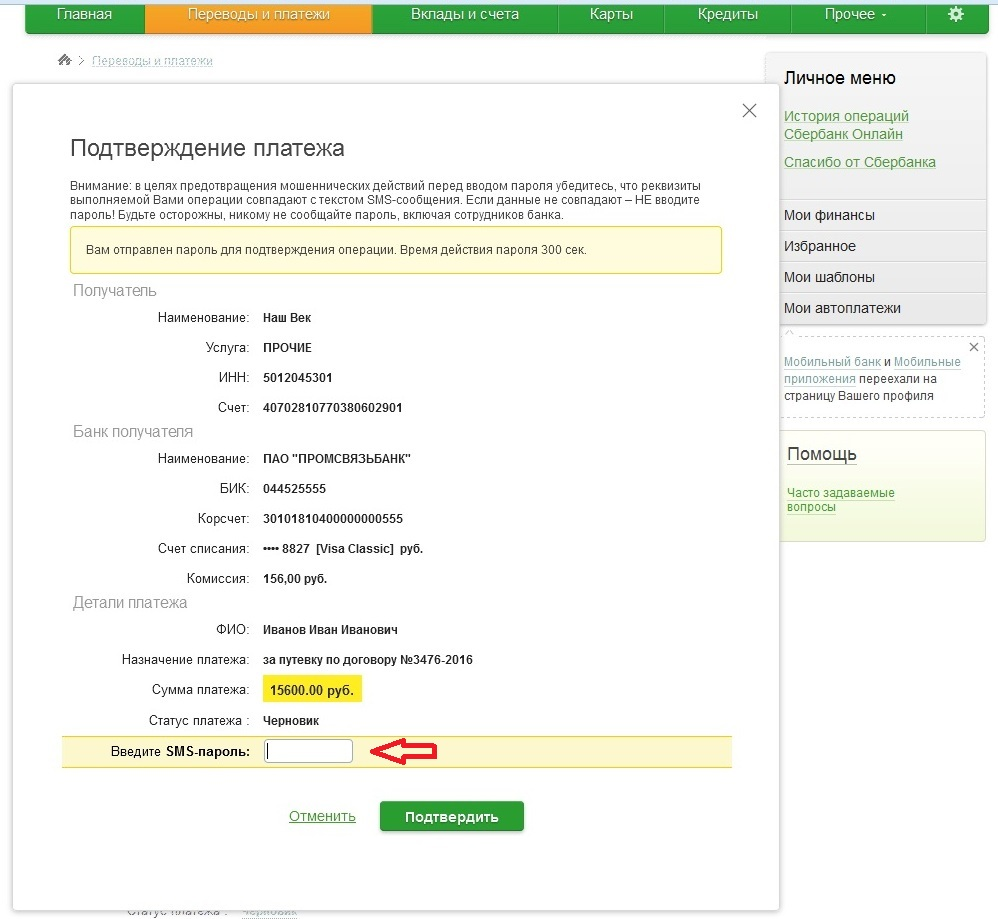 Главная Переводы и платежи Вклады и счета Карты Кредиты Прочее
Переводы и платежи
Подтверждение платежа
Внимание: в целях предотвращения мошеннических действий перед вводом пароля убедитесь, что реквизиты
выполняемой Вами операции совпадают с текстом SMS-сообщения. Если данные не совпадают – НЕ вводите
пароль! Будьте осторожны, никому не сообщайте пароль, включая сотрудников банка.
Вам отправлен пароль для подтверждения операции. Время действия пароля 300 сек.
Получатель
Наименование: Наш Век
Услуга: ПРОЧИЕ
ИНН: 5012045301
Счет: 40702810770380602901
Банк получателя
Наименование: ПАО "ПРОМСВЯЗЬБАНК"
БИК: 044525555
Корсчет: 30101810400000000555
Счет списания: •••• 8827 [Visa Classic] руб.
Комиссия: 156,00 руб.
Детали платежа
ФИО: Иванов Иван Иванович
Назначение платежа: за путевку по договору №3476-2016
Сумма платежа: 15600.00 руб.
Статус платежа : Черновик
Введите SMS-пароль:
Отменить Подтвердить
Статус платежа : Черновик
Личное меню
История операций
Сбербанк Онлайн
Спасибо от Сбербанка
Мои финансы
Избранное
Мои шаблоны
Мои автоплатежи
Мобильный банк и Мобильные
приложения переехали на
страницу Вашего профиля
Помощь
Часто задаваемые
вопросы